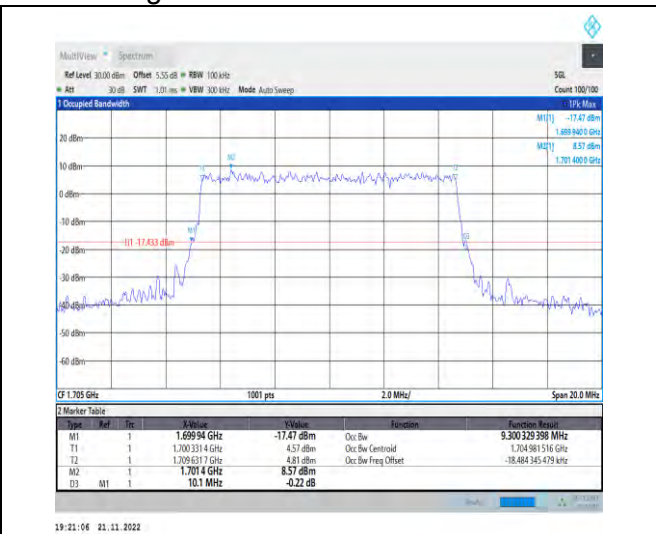 MultiView Spectrum
Ref Level 30.00 dBm Offset 5.55 dB RBW 100 kHz SGL
Att 30 dB SWT 1.01 ms VBW 300 kHz Mode Auto Sweep Count 100/100
1 Occupied Bandwidth 1Pk Max
M1[1] -17.47 dBm
1.699 940 0 GHz
M2[1] 8.57 dBm
1.701 400 0 GHz
20 dBm
M2
10 dBm
0 dBm
-10 dBm
M1
H1 -17.433 dBm
-20 dBm
-30 dBm
-40 dBm
-50 dBm
-60 dBm
CF 1.705 GHz 1001 pts 2.0 MHz/ Span 20.0 MHz
2 Marker Table
Type Ref Trc X-Value Y-Value Function Function Result
M1 1 1.699 94 GHz -17.47 dBm Occ Bw 9.300 329 398 MHz
T1 1 1.700 331 4 GHz 4.57 dBm Occ Bw Centroid 1.704 981 516 GHz
T2 1 1.709 631 7 GHz 4.81 dBm Occ Bw Freq Offset -18.484 345 479 kHz
M2 1 1.701 4 GHz 8.57 dBm
D3 M1 1 10.1 MHz -0.22 dB
19:21:06 21.11.2022